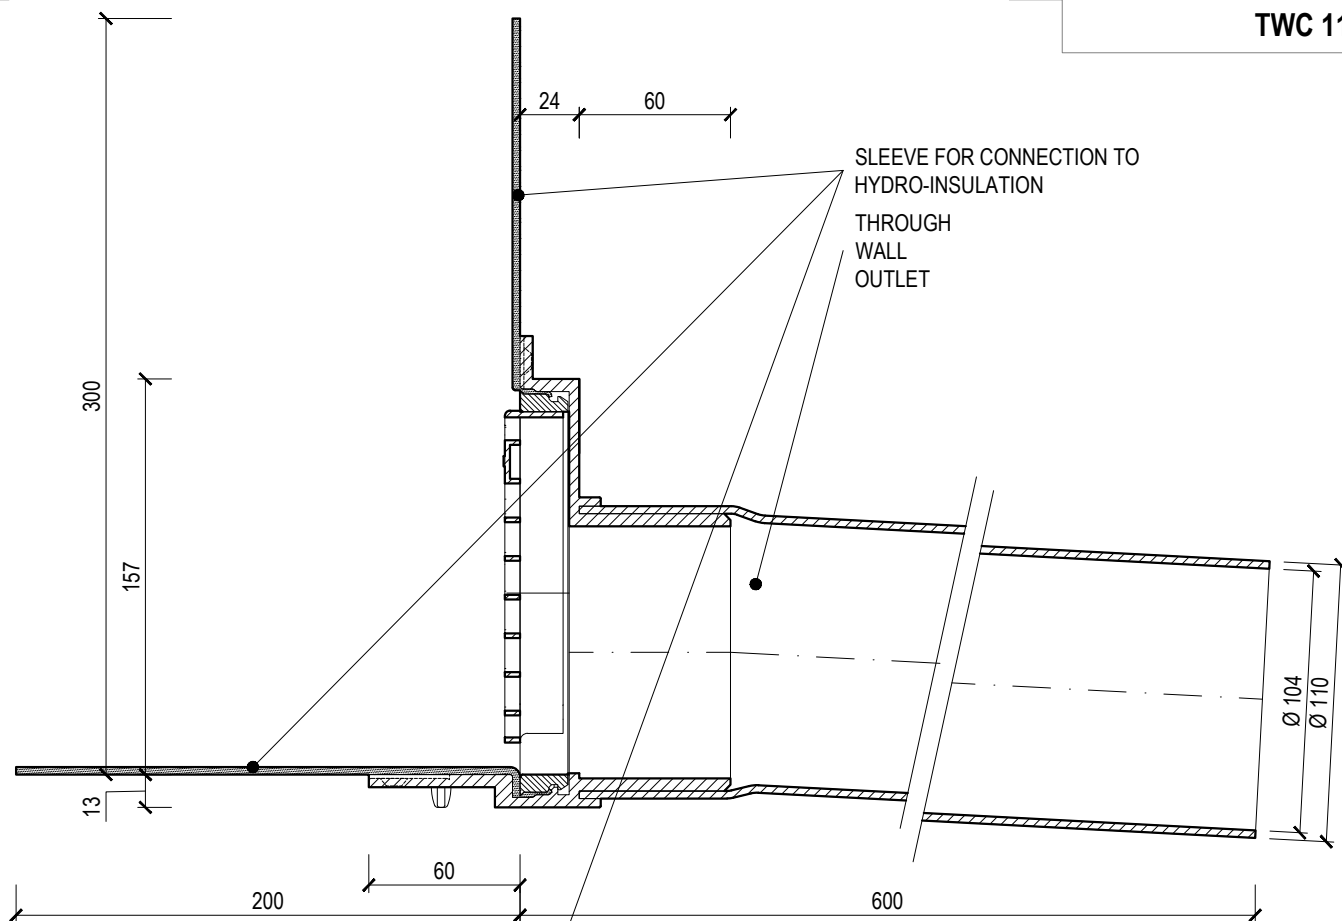 TWC 11
24
60
SLEEVE FOR CONNECTION TO
HYDRO-INSULATION
THROUGH
WALL
OUTLET
300
157
13
Ø 104
Ø 110
60
200
600